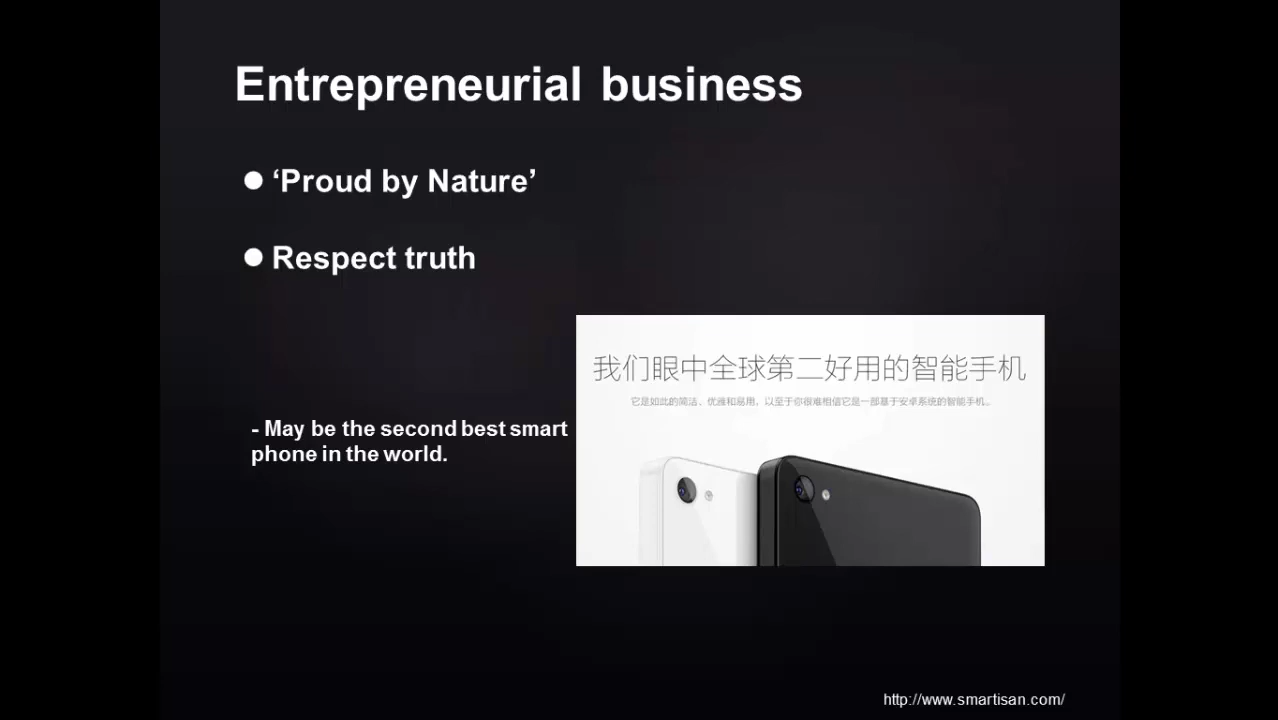 Entrepreneurial business
‘Proud by Nature’
Respect truth
我们眼中全球第二好用的智能手机
它是如此的简洁、优雅和易用，以至于你很难相信它是一部基于安卓系统的智能手机。
- May be the second best smart
phone in the world.
http://www.smartisan.com/